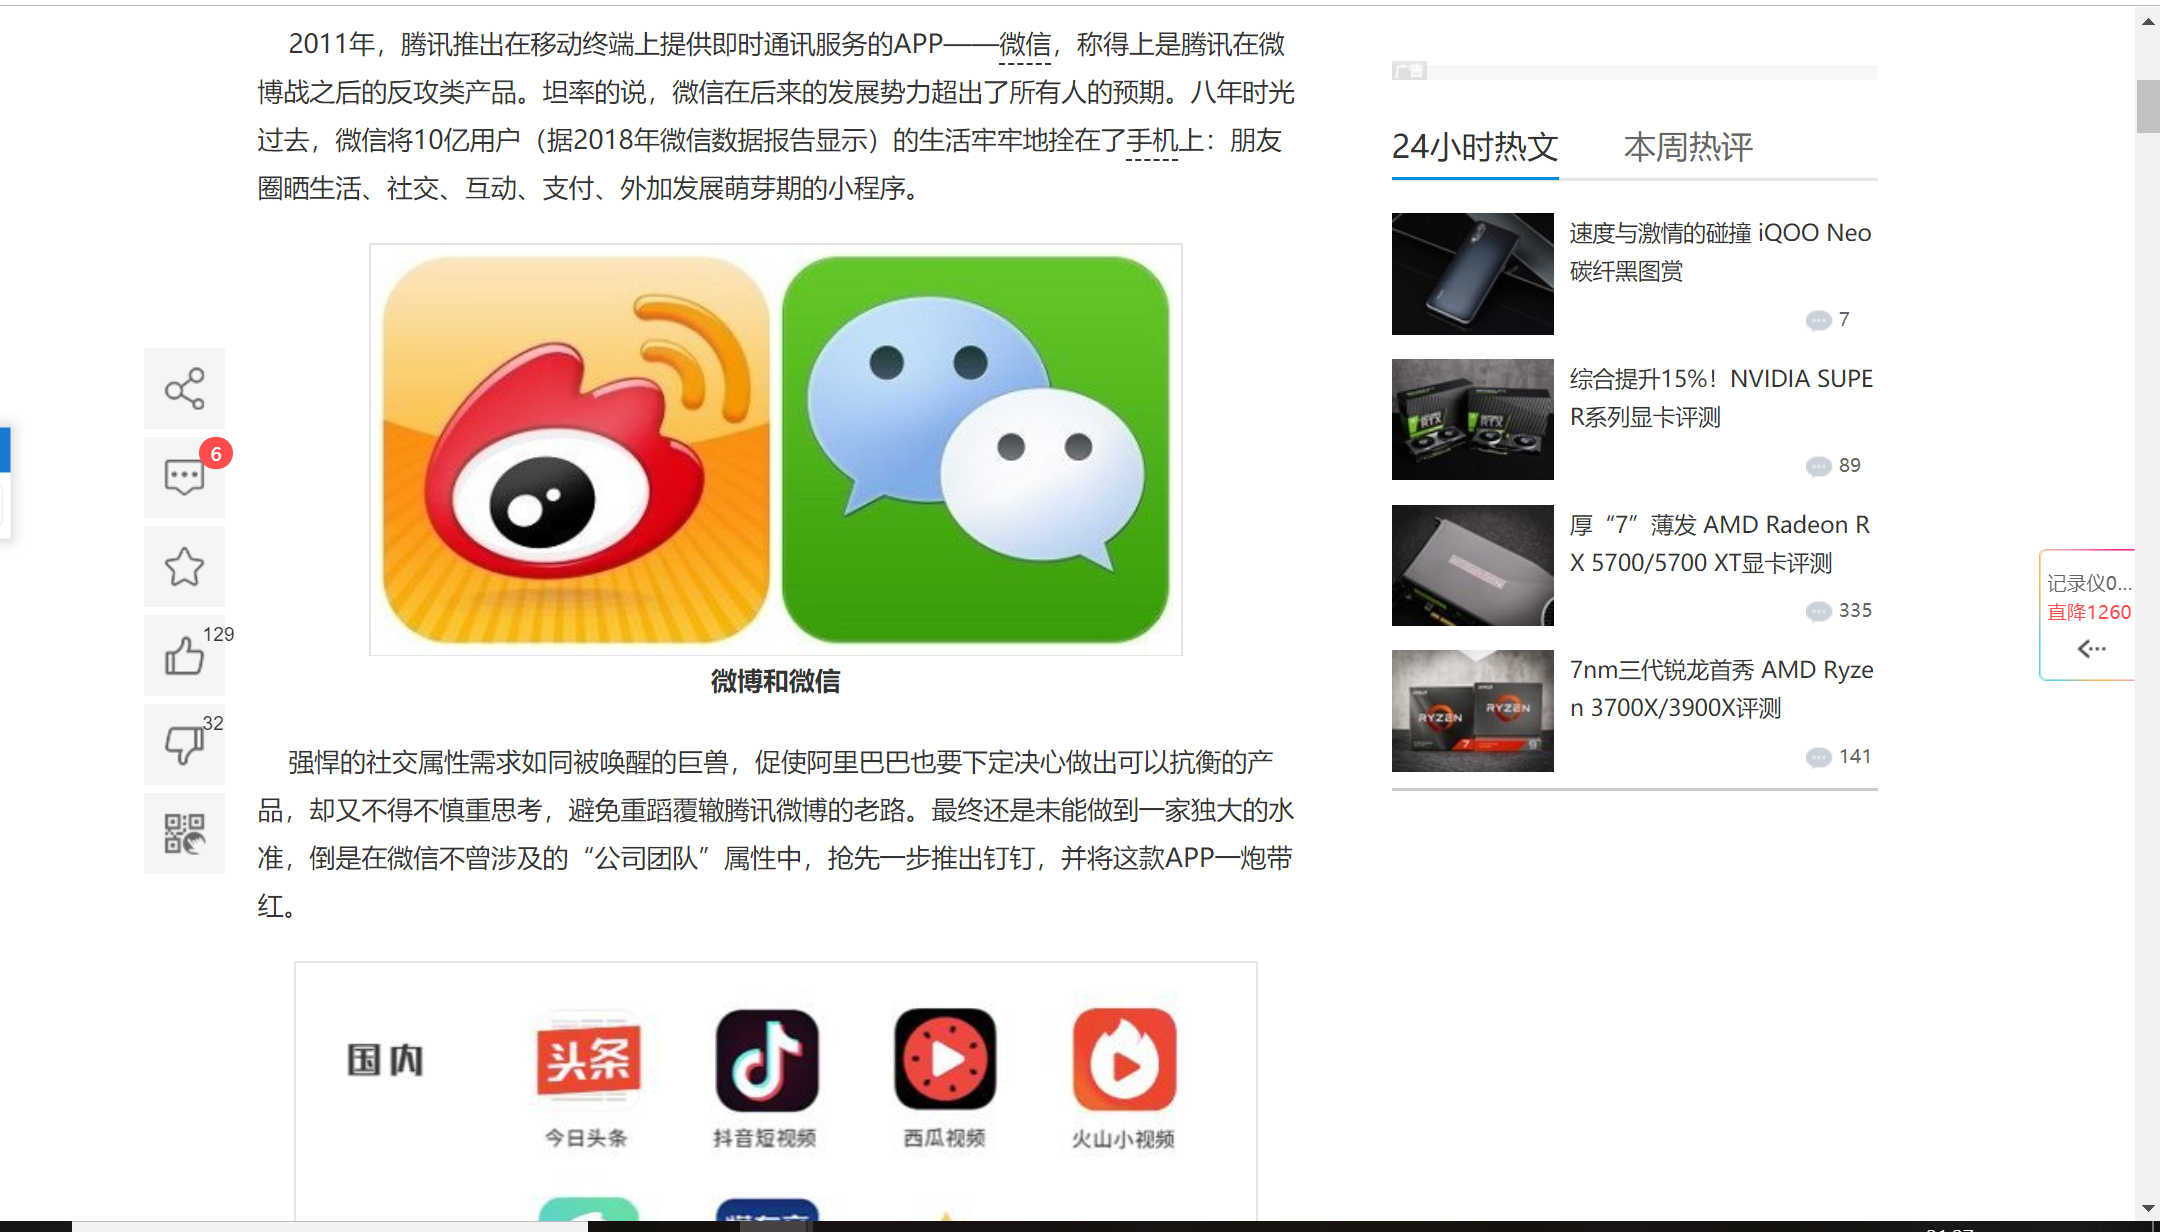 2011年，腾讯推出在移动终端上提供即时通讯服务的APP——微信，称得上是腾讯在微
博战之后的反攻类产品。坦率的说，微信在后来的发展势力超出了所有人的预期。八年时光
过去，微信将10亿用户（据2018年微信数据报告显示）的生活牢牢地拴在了手机上：朋友
圈晒生活、社交、互动、支付、外加发展萌芽期的小程序。
微博和微信
强悍的社交属性需求如同被唤醒的巨兽，促使阿里巴巴也要下定决心做出可以抗衡的产
品，却又不得不慎重思考，避免重蹈覆辙腾讯微博的老路。最终还是未能做到一家独大的水
准，倒是在微信不曾涉及的“公司团队”属性中，抢先一步推出钉钉，并将这款APP一炮带
红。
国内
头条
今日头条
抖音短视频
西瓜视频
火山小视频
6
129
32
广告
24小时热文
本周热评
速度与激情的碰撞 iQOO Neo
碳纤黑图赏
7
综合提升15%！NVIDIA SUPE
R系列显卡评测
89
RTX
RTX
厚“7”薄发 AMD Radeon R
X 5700/5700 XT显卡评测
335
7nm三代锐龙首秀 AMD Ryze
n 3700X/3900X评测
141
RYZEN
7
RYZEN
9
记录仪0...
直降1260